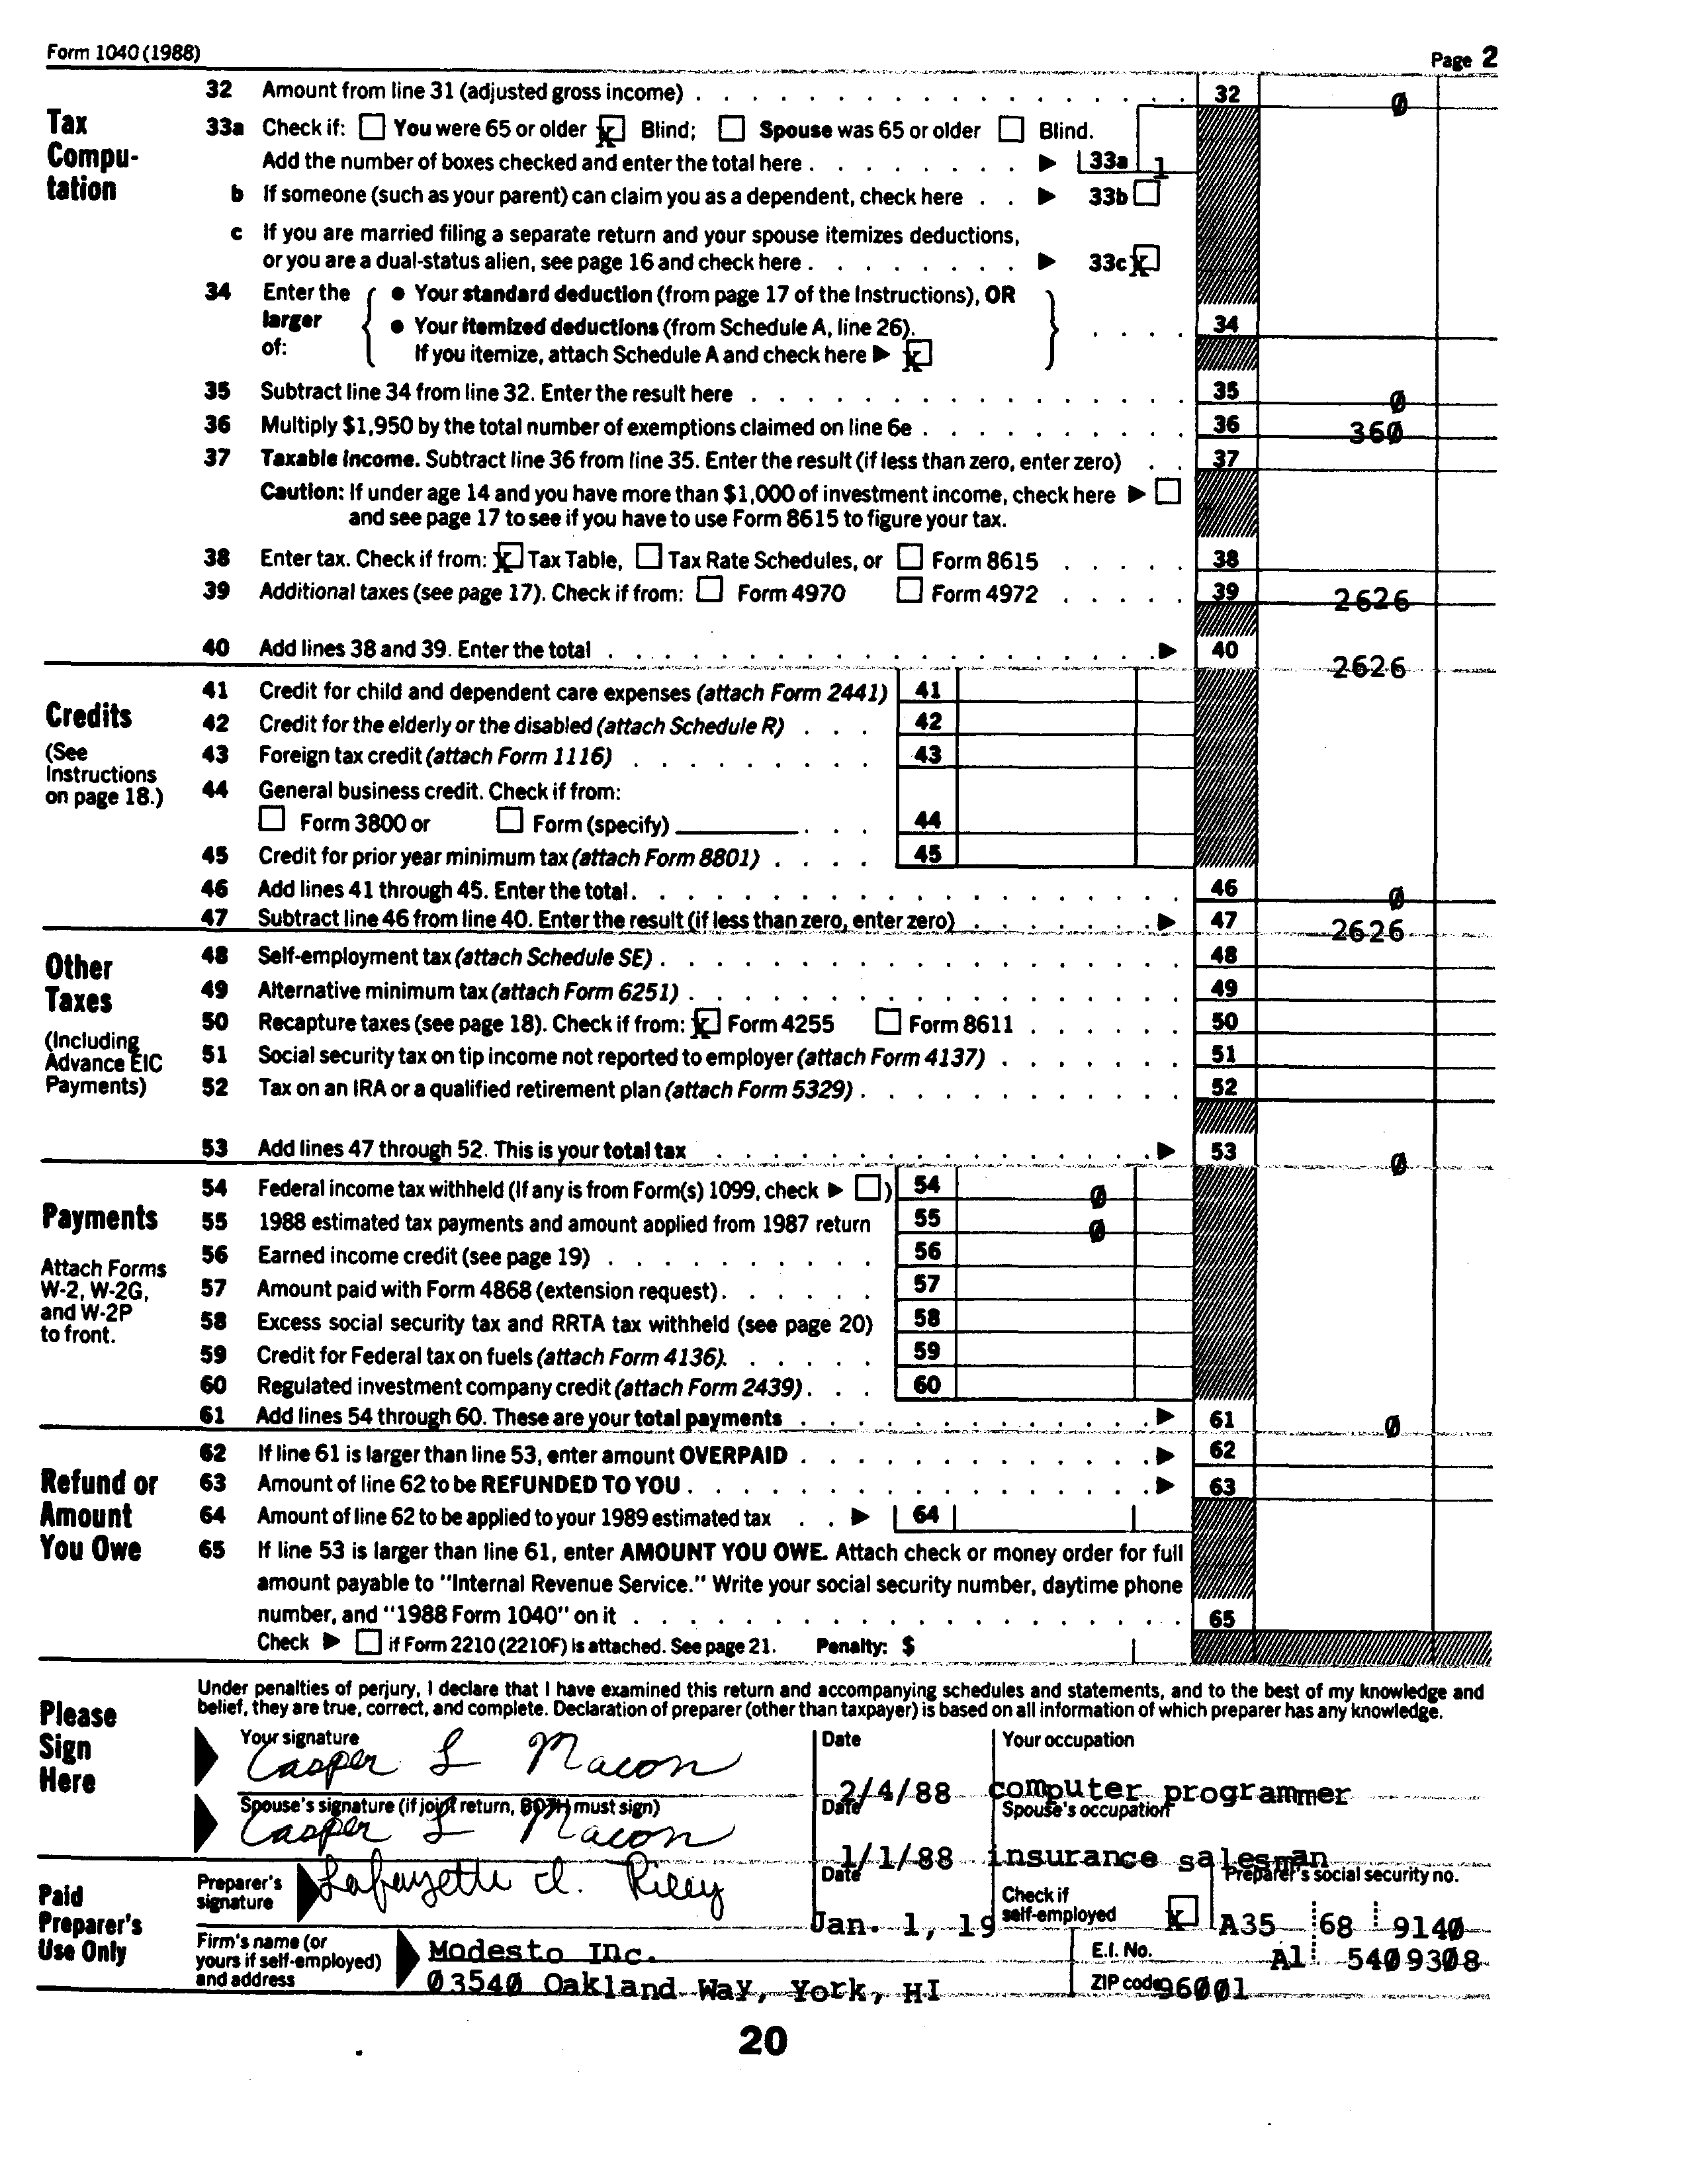 Form 1040 (1988) Page 2
Tax Computation
32 Amount from line 31 (adjusted gross income) 32 0
33a Check if: You were 65 or older X Blind; Spouse was 65 or older Blind.
Add the number of boxes checked and enter the total here 33a 1
b If someone (such as your parent) can claim you as a dependent, check here 33b
c If you are married filing a separate return and your spouse itemizes deductions,
or you are a dual-status alien, see page 16 and check here 33c X
34 Enter the larger of:
• Your standard deduction (from page 17 of the Instructions), OR
• Your itemized deductions (from Schedule A, line 26). 34
If you itemize, attach Schedule A and check here X
35 Subtract line 34 from line 32. Enter the result here 35 0
36 Multiply $1,950 by the total number of exemptions claimed on line 6e 36 360
37 Taxable income. Subtract line 36 from line 35. Enter the result (if less than zero, enter zero) 37
Caution: If under age 14 and you have more than $1,000 of investment income, check here
and see page 17 to see if you have to use Form 8615 to figure your tax.
38 Enter tax. Check if from: X Tax Table, Tax Rate Schedules, or Form 8615 38
39 Additional taxes (see page 17). Check if from: Form 4970 Form 4972 39 2626
40 Add lines 38 and 39. Enter the total 40 2626
Credits
(See Instructions on page 18.)
41 Credit for child and dependent care expenses (attach Form 2441) 41
42 Credit for the elderly or the disabled (attach Schedule R) 42
43 Foreign tax credit (attach Form 1116) 43
44 General business credit. Check if from:
Form 3800 or Form (specify) 44
45 Credit for prior year minimum tax (attach Form 8801) 45
46 Add lines 41 through 45. Enter the total 46 0
47 Subtract line 46 from line 40. Enter the result (if less than zero, enter zero) 47 2626
Other Taxes
(Including Advance EIC Payments)
48 Self-employment tax (attach Schedule SE) 48
49 Alternative minimum tax (attach Form 6251) 49
50 Recapture taxes (see page 18). Check if from: X Form 4255 Form 8611 50
51 Social security tax on tip income not reported to employer (attach Form 4137) 51
52 Tax on an IRA or a qualified retirement plan (attach Form 5329) 52
53 Add lines 47 through 52. This is your total tax 53 0
Payments
Attach Forms W-2, W-2G, and W-2P to front.
54 Federal income tax withheld (If any is from Form(s) 1099, check ) 54 0
55 1988 estimated tax payments and amount applied from 1987 return 55 0
56 Earned income credit (see page 19) 56
57 Amount paid with Form 4868 (extension request) 57
58 Excess social security tax and RRTA tax withheld (see page 20) 58
59 Credit for Federal tax on fuels (attach Form 4136) 59
60 Regulated investment company credit (attach Form 2439) 60
61 Add lines 54 through 60. These are your total payments 61 0
Refund or Amount You Owe
62 If line 61 is larger than line 53, enter amount OVERPAID 62
63 Amount of line 62 to be REFUNDED TO YOU 63
64 Amount of line 62 to be applied to your 1989 estimated tax 64
65 If line 53 is larger than line 61, enter AMOUNT YOU OWE. Attach check or money order for full
amount payable to "Internal Revenue Service." Write your social security number, daytime phone
number, and "1988 Form 1040" on it 65
Check if Form 2210 (2210F) is attached. See page 21. Penalty: $
Please Sign Here
Under penalties of perjury, I declare that I have examined this return and accompanying schedules and statements, and to the best of my knowledge and
belief, they are true, correct, and complete. Declaration of preparer (other than taxpayer) is based on all information of which preparer has any knowledge.
Your signature Date Your occupation
Casper L Macon 2/4/88 computer programmer
Spouse's signature (if joint return, BOTH must sign) Date Spouse's occupation
Casper L Macon 1/1/88 insurance salesman
Paid Preparer's Use Only
Preparer's signature Date Check if self-employed Preparer's social security no.
Lafayette d. Riley Jan. 1, 19 X A35 68 9140
Firm's name (or yours if self-employed) and address E.I. No. ZIP code
Modesto Inc. A1 5409308
03540 Oakland Way, York, HI 96001
20